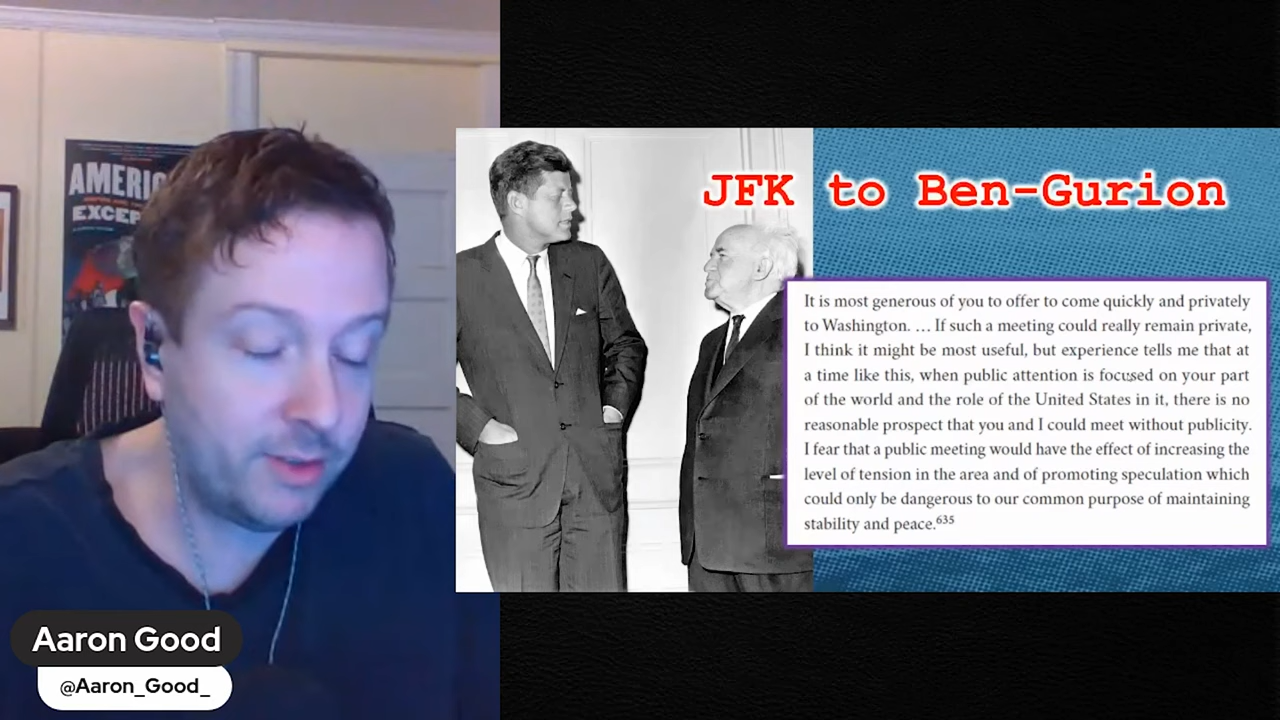 AMERIC
EXCEP
JFK to Ben-Gurion
It is most generous of you to offer to come quickly and privately
to Washington. … If such a meeting could really remain private,
I think it might be most useful, but experience tells me that at
a time like this, when public attention is focused on your part
of the world and the role of the United States in it, there is no
reasonable prospect that you and I could meet without publicity.
I fear that a public meeting would have the effect of increasing the
level of tension in the area and of promoting speculation which
could only be dangerous to our common purpose of maintaining
stability and peace.635
Aaron Good
@Aaron_Good_